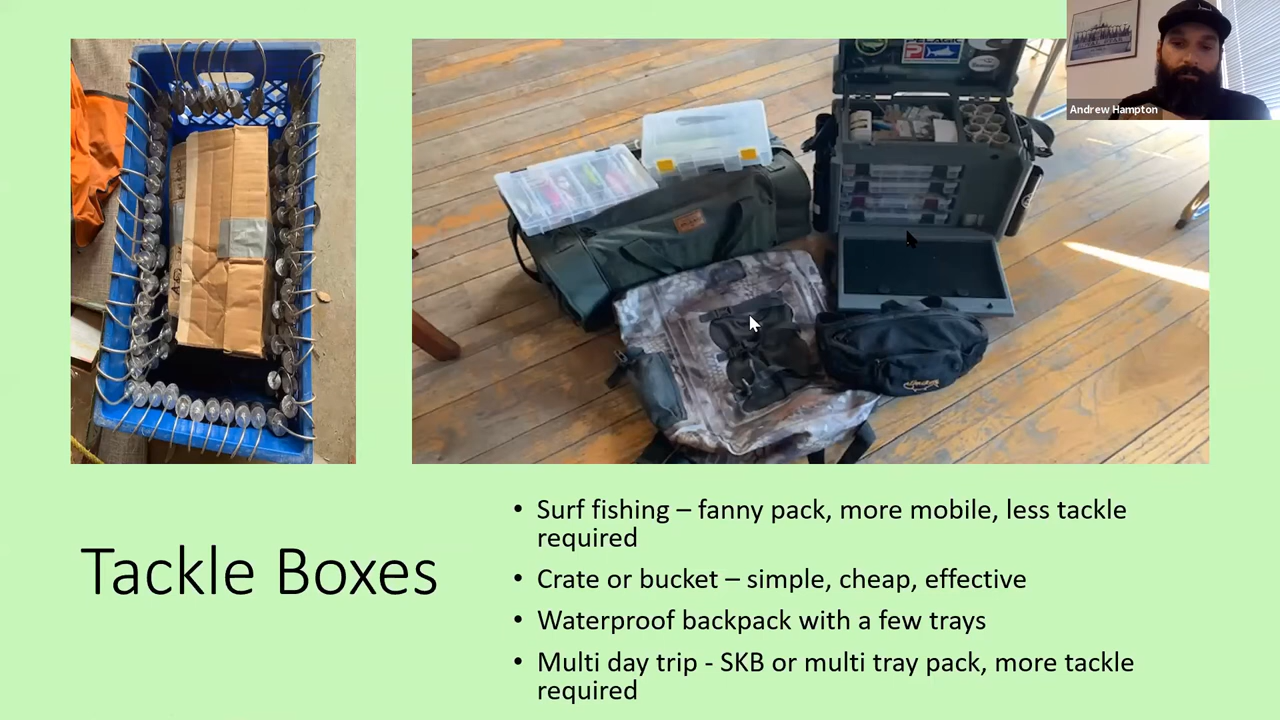 PELAGIC
Andrew Hampton
Tackle Boxes
• Surf fishing – fanny pack, more mobile, less tackle
required
• Crate or bucket – simple, cheap, effective
• Waterproof backpack with a few trays
• Multi day trip - SKB or multi tray pack, more tackle
required